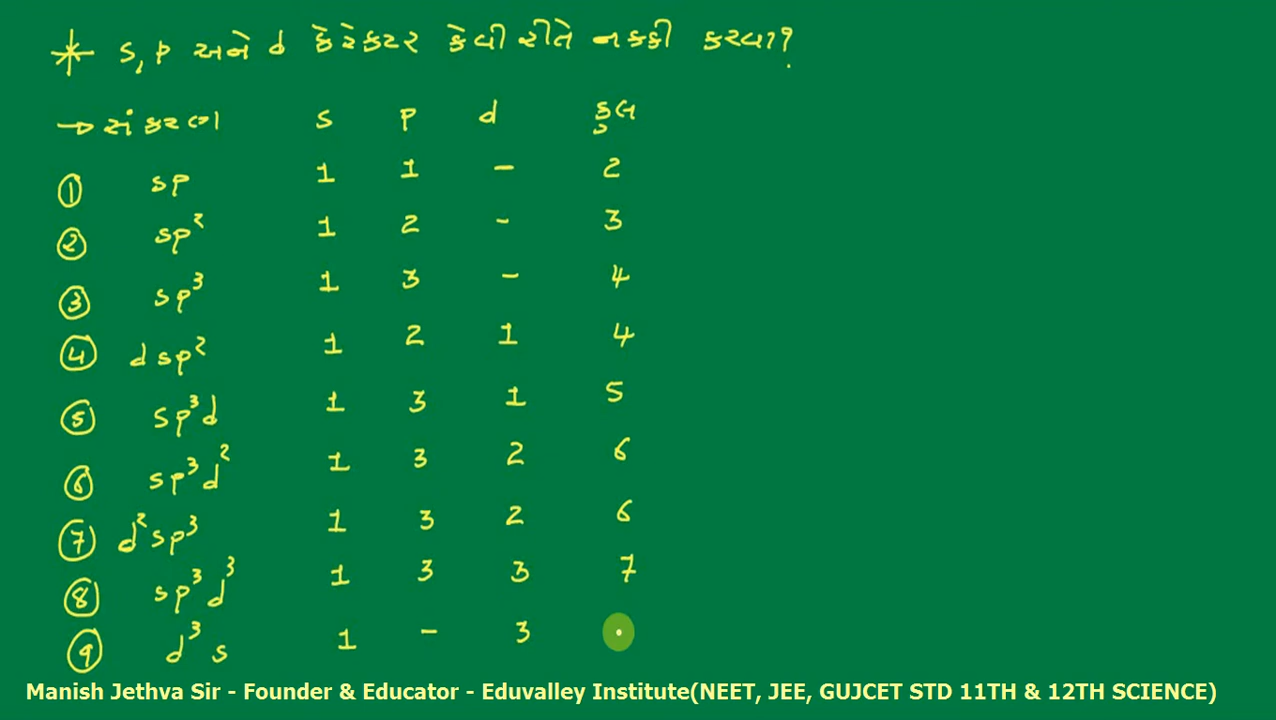 * s, p અને d કેરેક્ટર કેવી રીતે નક્કી કરવા?
→ સંકરણ s p d કુલ
① sp 1 1 - 2
② sp² 1 2 - 3
③ sp³ 1 3 - 4
④ dsp² 1 2 1 4
⑤ sp³d 1 3 1 5
⑥ sp³d² 1 3 2 6
⑦ d²sp³ 1 3 2 6
⑧ sp³d³ 1 3 3 7
⑨ d³s 1 - 3
Manish Jethva Sir - Founder & Educator - Eduvalley Institute(NEET, JEE, GUJCET STD 11TH & 12TH SCIENCE)